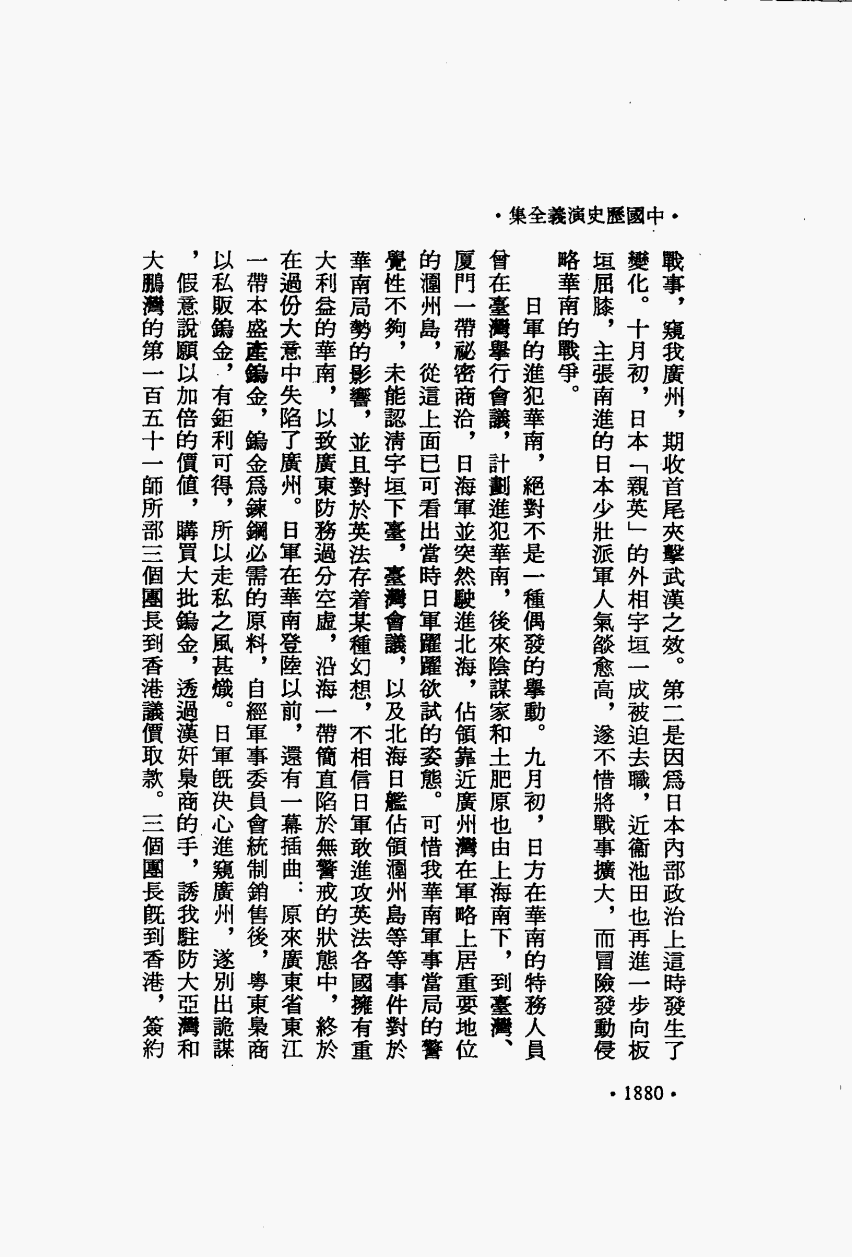 •中國歷史演義全集•
戰事，窺我廣州，期收首尾夾擊武漢之效。第二是因爲日本內部政治上這時發生了
變化。十月初，日本「親英」的外相宇垣一成被迫去職，近衞池田也再進一步向板
垣屈膝，主張南進的日本少壯派軍人氣燄愈高，遂不惜將戰事擴大，而冒險發動侵
略華南的戰爭。
日軍的進犯華南，絕對不是一種偶發的舉動。九月初，日方在華南的特務人員
曾在臺灣舉行會議，計劃進犯華南，後來陰謀家和土肥原也由上海南下，到臺灣、
厦門一帶祕密商洽，日海軍並突然駛進北海，佔領靠近廣州灣在軍略上居重要地位
的潿州島，從這上面已可看出當時日軍躍躍欲試的姿態。可惜我華南軍事當局的警
覺性不夠，未能認清宇垣下臺，臺灣會議，以及北海日艦佔領潿州島等等事件對於
華南局勢的影響，並且對於英法存着某種幻想，不相信日軍敢進攻英法各國擁有重
大利益的華南，以致廣東防務過分空虛，沿海一帶簡直陷於無警戒的狀態中，終於
在過份大意中失陷了廣州。日軍在華南登陸以前，還有一幕插曲：原來廣東省東江
一帶本盛產鎢金，鎢金爲鍊鋼必需的原料，自經軍事委員會統制銷售後，粵東梟商
以私販鎢金，有鉅利可得，所以走私之風甚熾。日軍旣決心進窺廣州，遂別出詭謀
，假意說願以加倍的價值，購買大批鎢金，透過漢奸梟商的手，誘我駐防大亞灣和
大鵬灣的第一百五十一師所部三個團長到香港議價取款。三個團長旣到香港，簽約
•1880•